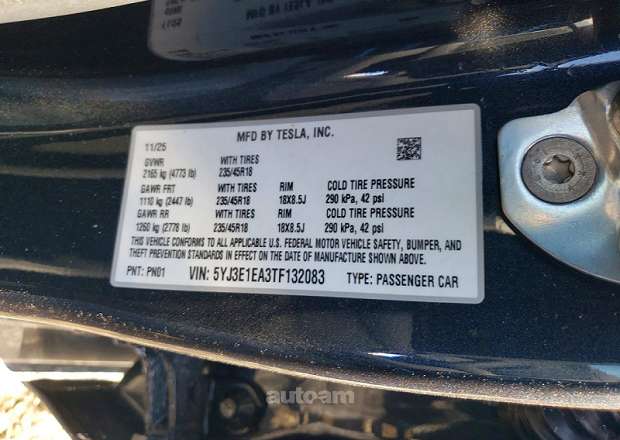 MFD BY TESLA, INC.
11/25
GVWR WITH TIRES
2165 kg (4773 lb) 235/45R18
GAWR FRT WITH TIRES RIM COLD TIRE PRESSURE
1110 kg (2447 lb) 235/45R18 18X8.5J 290 kPa, 42 psi
GAWR RR WITH TIRES RIM COLD TIRE PRESSURE
1260 kg (2778 lb) 235/45R18 18X8.5J 290 kPa, 42 psi
THIS VEHICLE CONFORMS TO ALL APPLICABLE U.S. FEDERAL MOTOR VEHICLE SAFETY, BUMPER, AND
THEFT PREVENTION STANDARDS IN EFFECT ON THE DATE OF MANUFACTURE SHOWN ABOVE.
PNT: PN01 VIN: 5YJ3E1EA3TF132083 TYPE: PASSENGER CAR
autoam